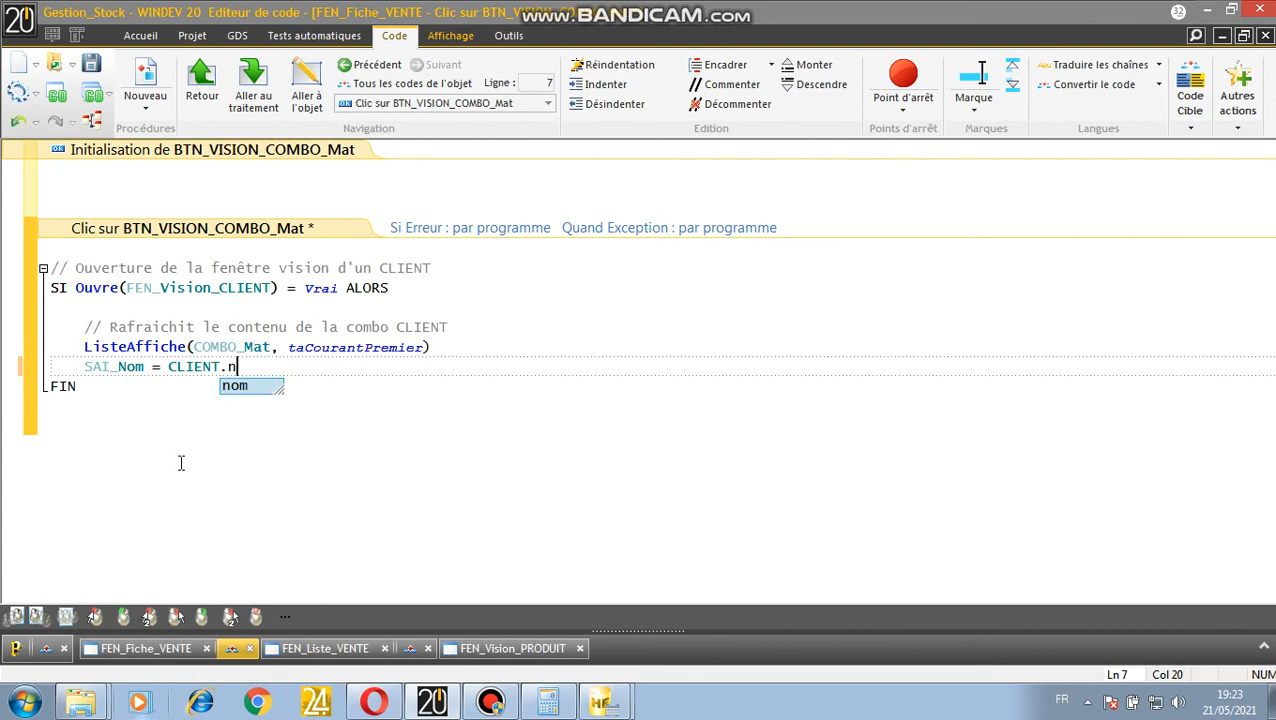 Gestion_Stock - WINDEV 20 Editeur de code - [FEN_Fiche_VENTE - Clic sur BTN_VISION_CO
www.BANDICAM.com
32
20
Accueil Projet GDS Tests automatiques Code Affichage Outils
Nouveau
Procédures
Retour
Aller au traitement
Aller à l'objet
Précédent Suivant
Tous les codes de l'objet Ligne : 7
Clic sur BTN_VISION_COMBO_Mat
Navigation
Réindentation
Indenter
Désindenter
Encadrer
Commenter
Décommenter
Monter
Descendre
Edition
Point d'arrêt
Points d'arrêt
Marque
Marques
Traduire les chaînes
Convertir le code
Langues
Code Cible
Autres actions
Initialisation de BTN_VISION_COMBO_Mat
Clic sur BTN_VISION_COMBO_Mat * Si Erreur : par programme Quand Exception : par programme
// Ouverture de la fenêtre vision d'un CLIENT
SI Ouvre(FEN_Vision_CLIENT) = Vrai ALORS
// Rafraichit le contenu de la combo CLIENT
ListeAffiche(COMBO_Mat, taCourantPremier)
SAI_Nom = CLIENT.n
FIN
nom
...
FEN_Fiche_VENTE FEN_Liste_VENTE FEN_Vision_PRODUIT
Ln 7 Col 20 NUM
FR
19:23
21/05/2021